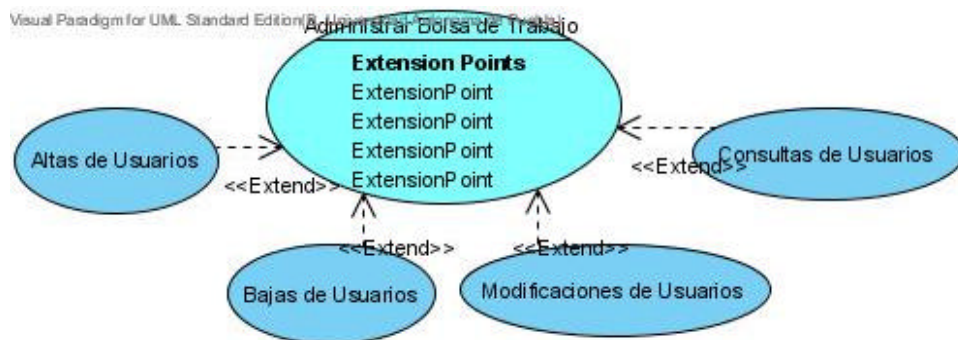 Visual Paradigm for UML Standard Edition(
Administrar Bolsa de Trabajo
Extension Points
ExtensionPoint
ExtensionPoint
ExtensionPoint
ExtensionPoint
Altas de Usuarios
<<Extend>>
Consultas de Usuarios
<<Extend>>
<<Extend>>
<<Extend>>
Bajas de Usuarios
Modificaciones de Usuarios